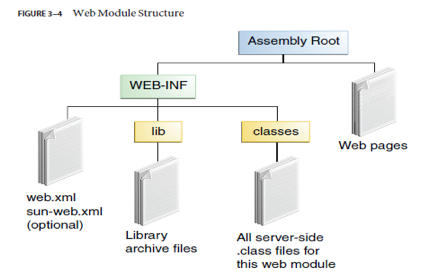 FIGURE 3–4 Web Module Structure
Assembly Root
WEB-INF
lib
classes
Web pages
web.xml
sun-web.xml
(optional)
Library
archive files
All server-side
.class files for
this web module